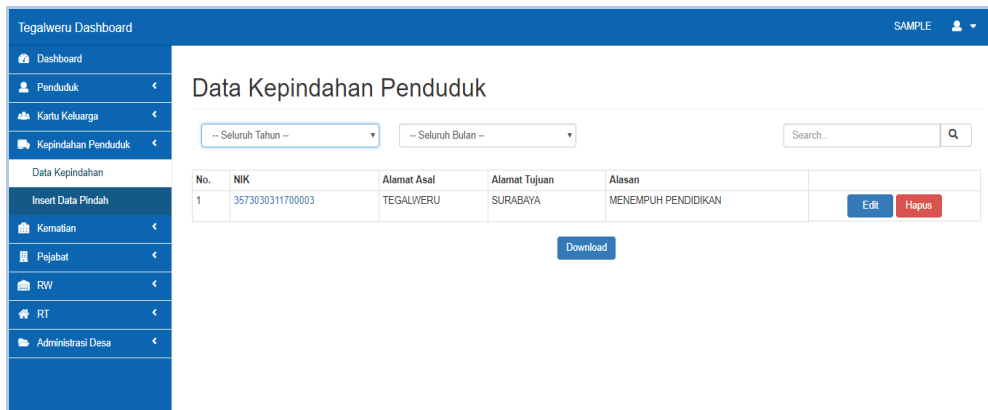 Tegalweru Dashboard
SAMPLE
Dashboard
Penduduk
Kartu Keluarga
Kepindahan Penduduk
Data Kepindahan
Insert Data Pindah
Kematian
Pejabat
RW
RT
Administrasi Desa
Data Kepindahan Penduduk
-- Seluruh Tahun -- -- Seluruh Bulan -- Search...
No. NIK Alamat Asal Alamat Tujuan Alasan
1 3573030311700003 TEGALWERU SURABAYA MENEMPUH PENDIDIKAN Edit Hapus
Download